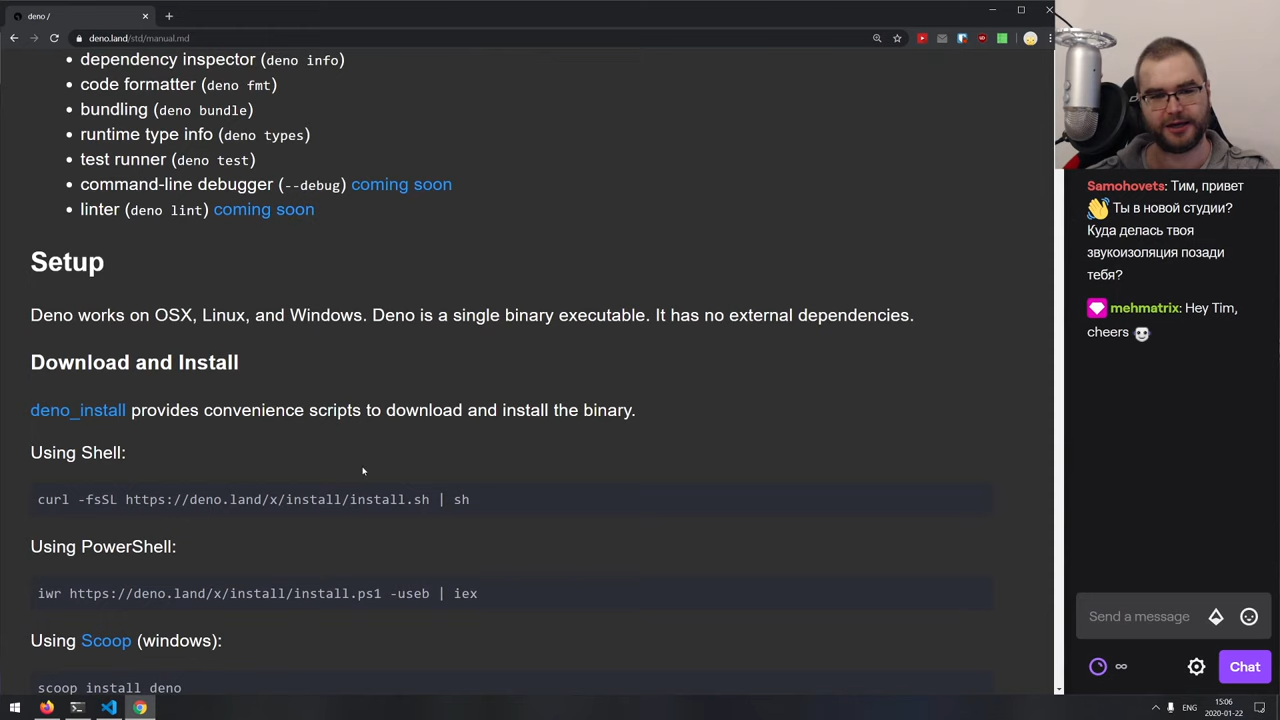 deno /
deno.land/std/manual.md
dependency inspector (deno info)
code formatter (deno fmt)
bundling (deno bundle)
runtime type info (deno types)
test runner (deno test)
command-line debugger (--debug) coming soon
linter (deno lint) coming soon
Setup
Deno works on OSX, Linux, and Windows. Deno is a single binary executable. It has no external dependencies.
Download and Install
deno_install provides convenience scripts to download and install the binary.
Using Shell:
curl -fsSL https://deno.land/x/install/install.sh | sh
Using PowerShell:
iwr https://deno.land/x/install/install.ps1 -useb | iex
Using Scoop (windows):
scoop install deno
Samohovets: Тим, привет
Ты в новой студии?
Куда делась твоя
звукоизоляция позади
тебя?
mehmatrix: Hey Tim,
cheers
Send a message
∞
Chat
ENG
15:06
2020-01-22